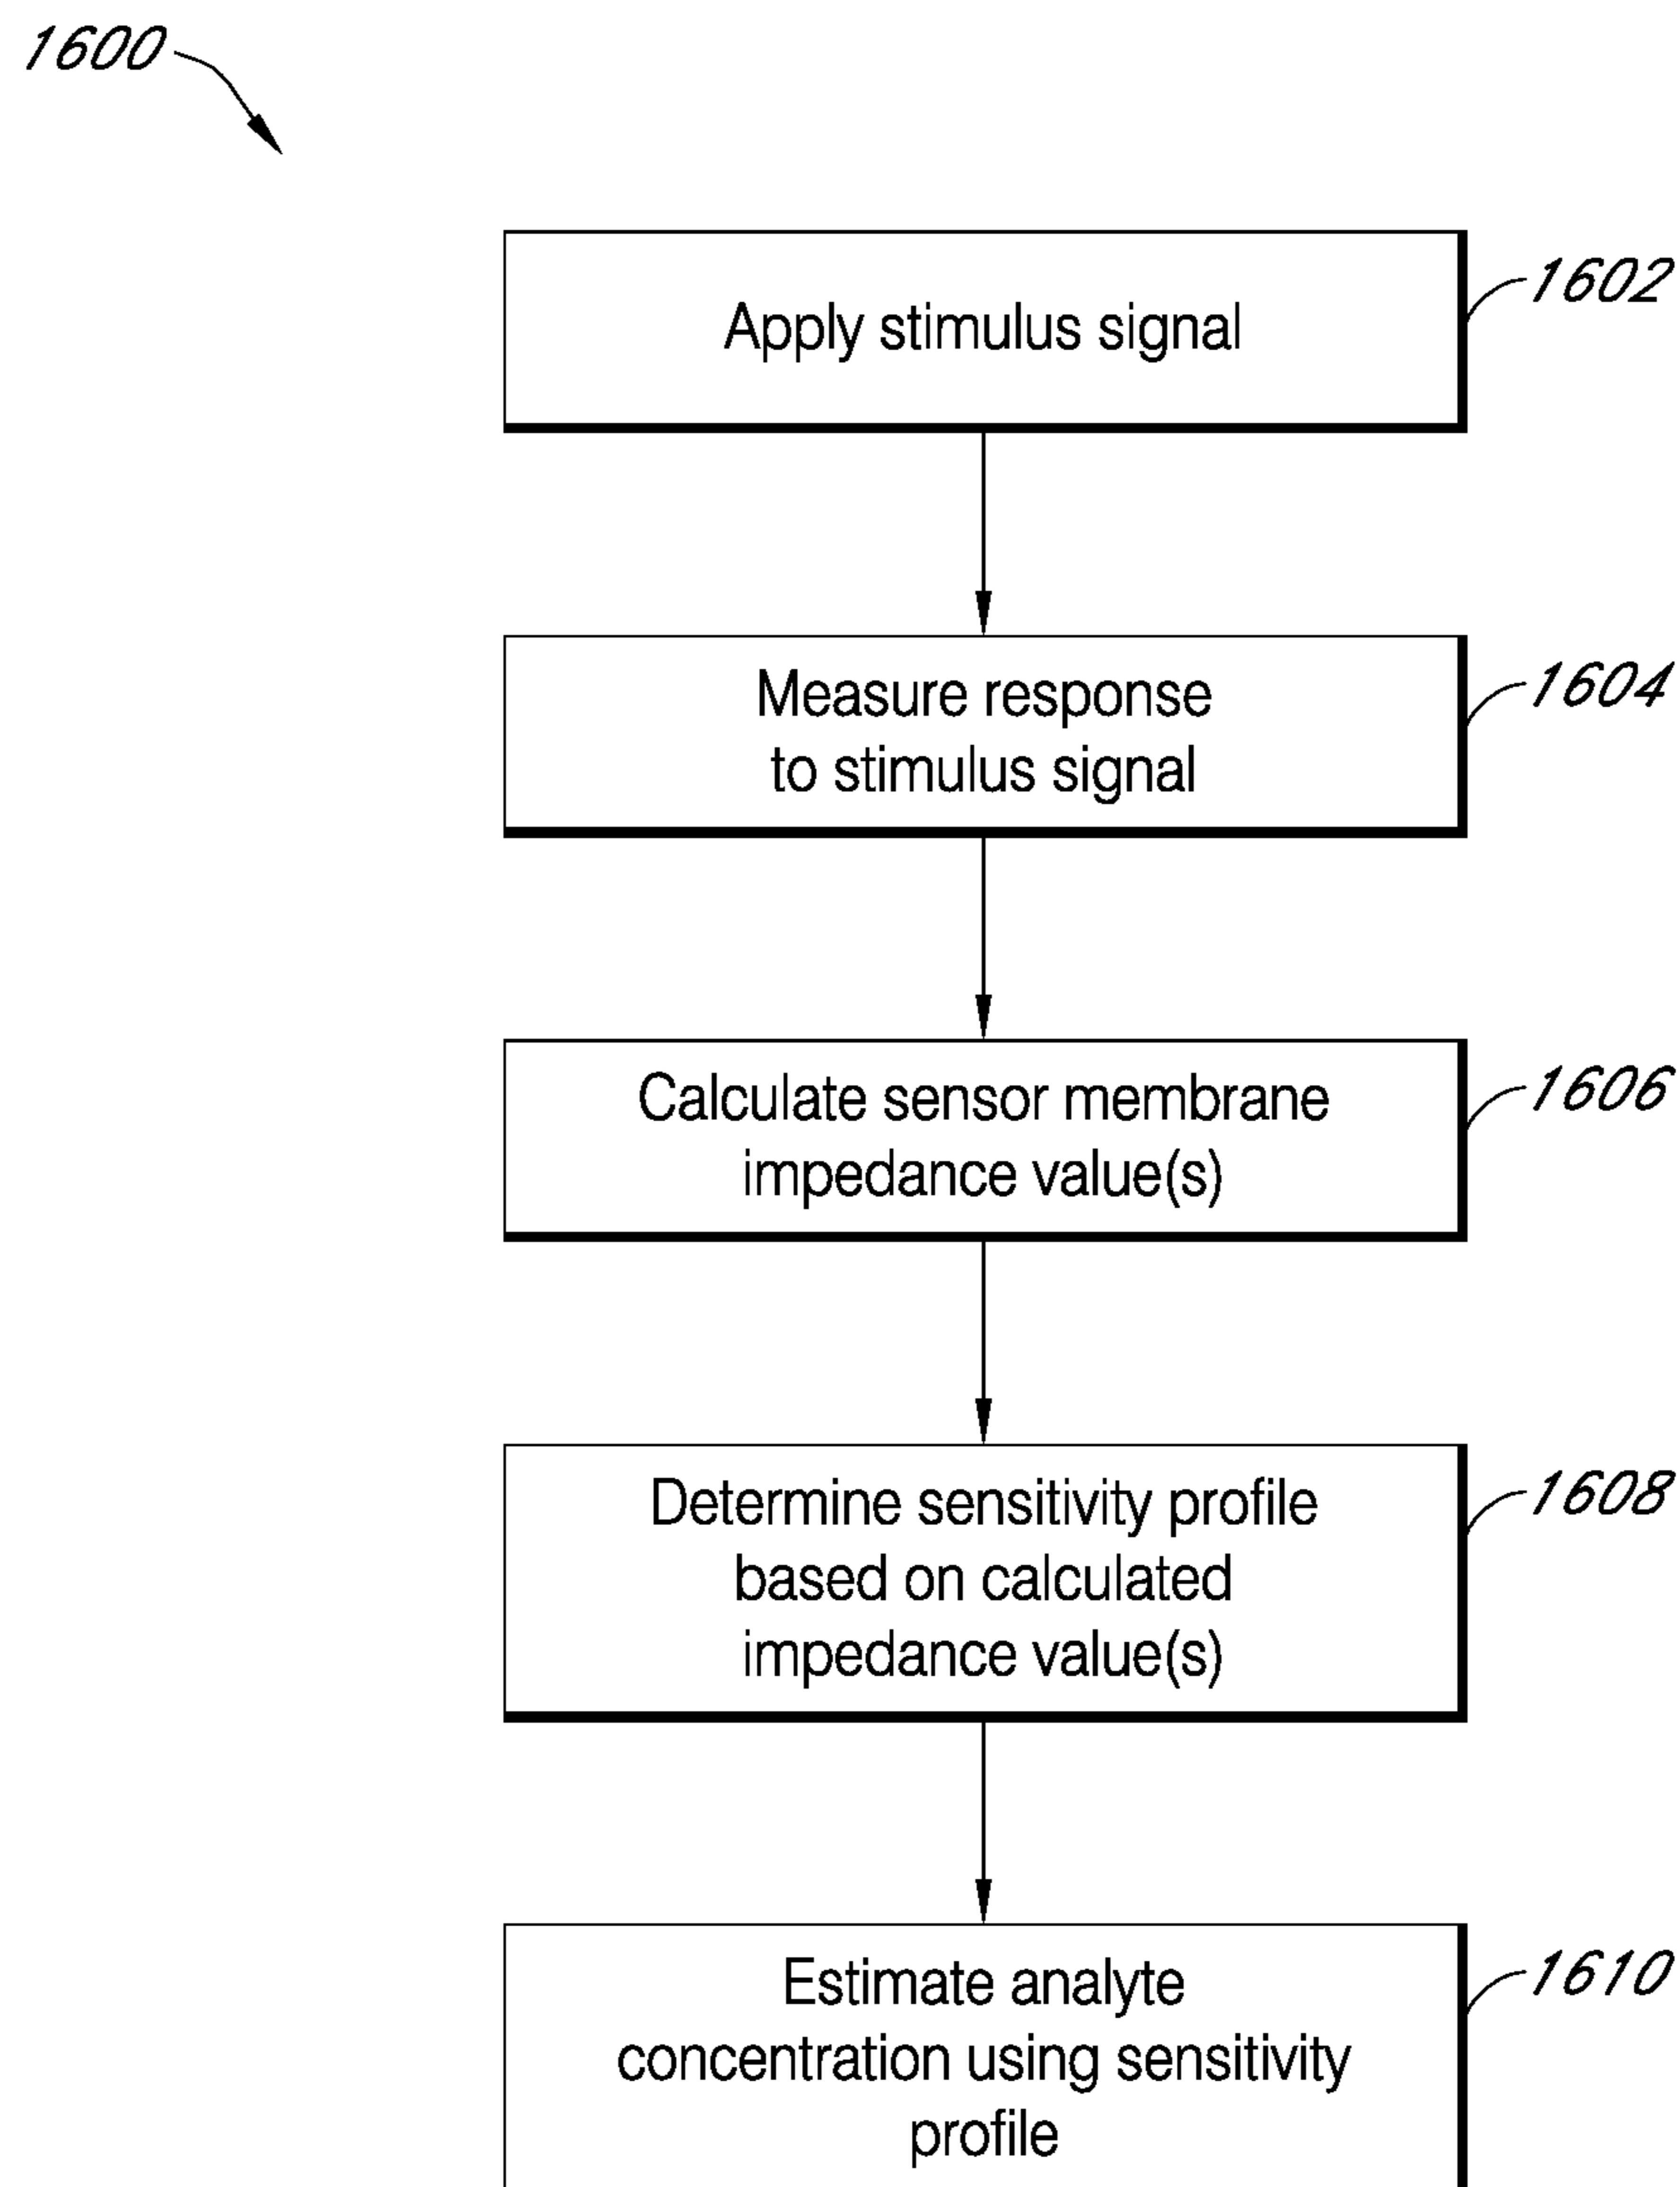 1600
Apply stimulus signal
1602
Measure response
to stimulus signal
1604
Calculate sensor membrane
impedance value(s)
1606
Determine sensitivity profile
based on calculated
impedance value(s)
1608
Estimate analyte
concentration using sensitivity
profile
1610